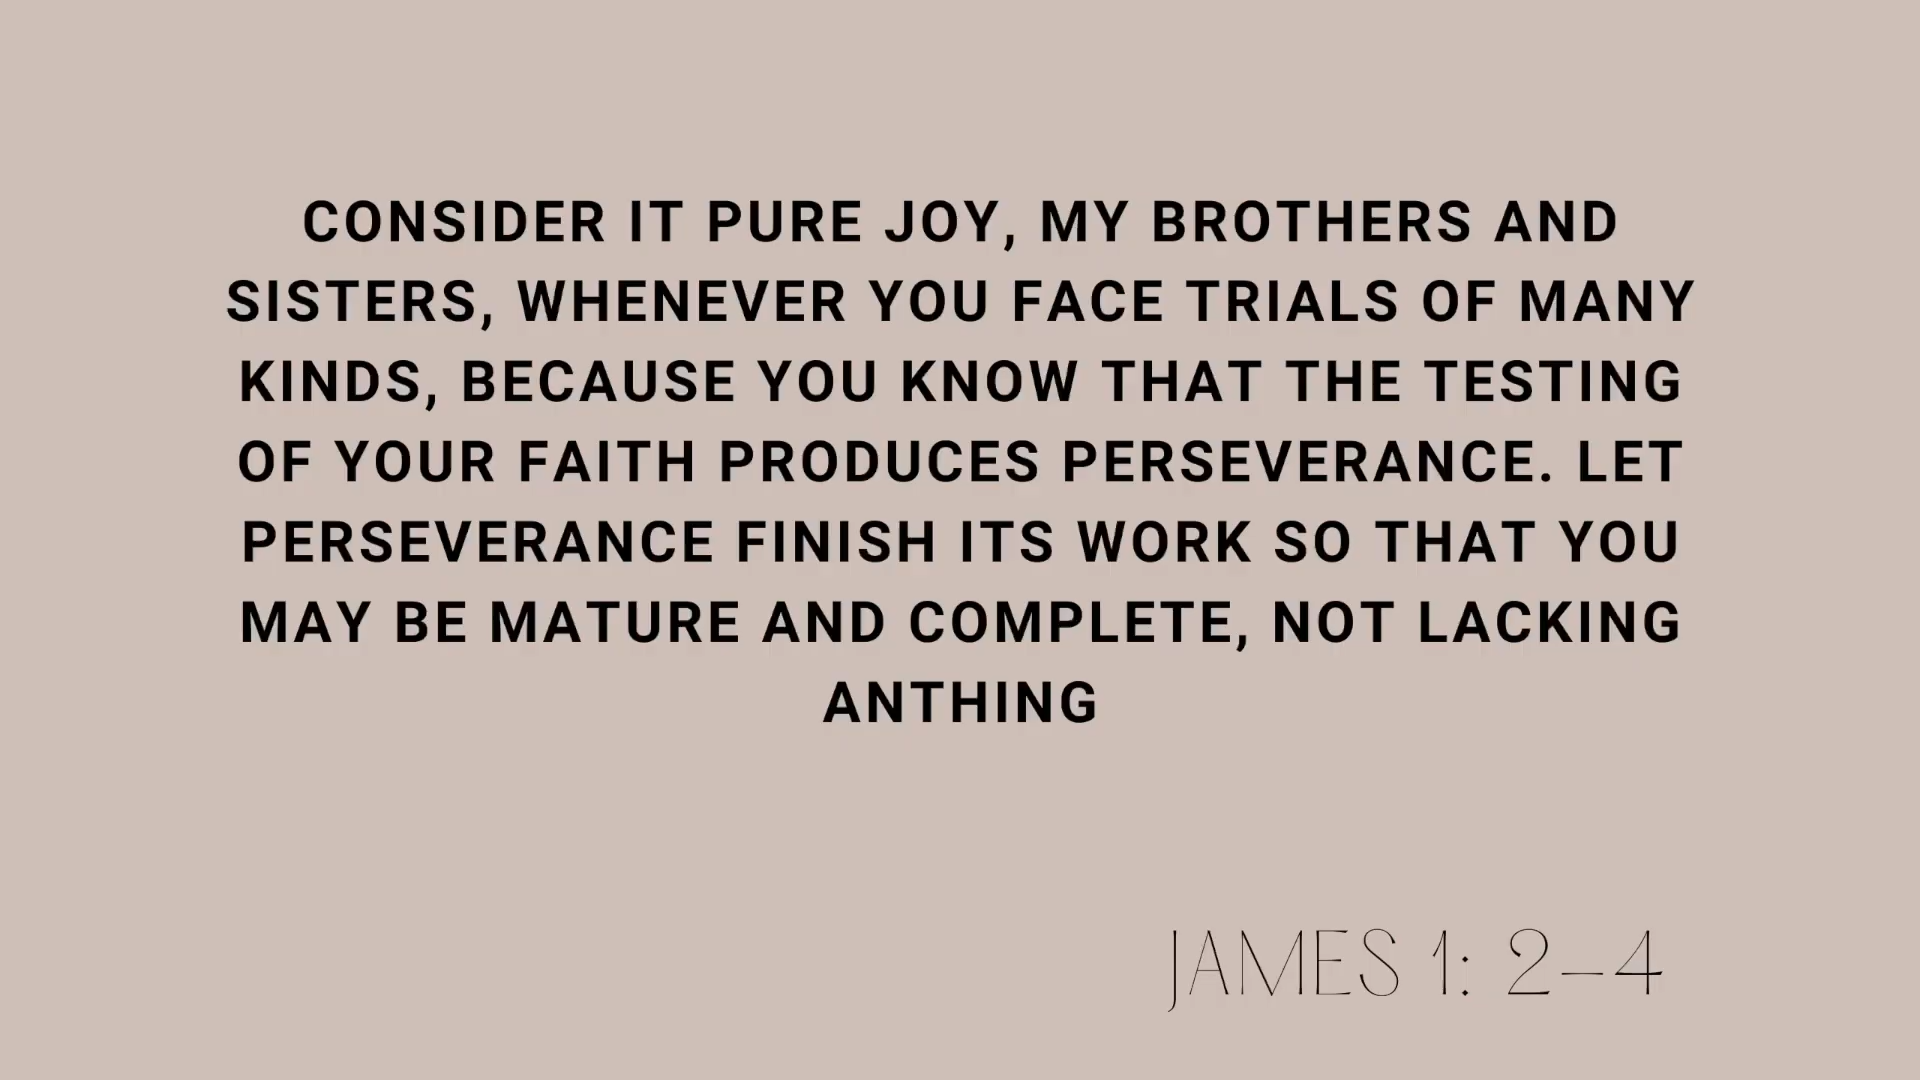 CONSIDER IT PURE JOY, MY BROTHERS AND
SISTERS, WHENEVER YOU FACE TRIALS OF MANY
KINDS, BECAUSE YOU KNOW THAT THE TESTING
OF YOUR FAITH PRODUCES PERSEVERANCE. LET
PERSEVERANCE FINISH ITS WORK SO THAT YOU
MAY BE MATURE AND COMPLETE, NOT LACKING
ANTHING
JAMES 1: 2-4